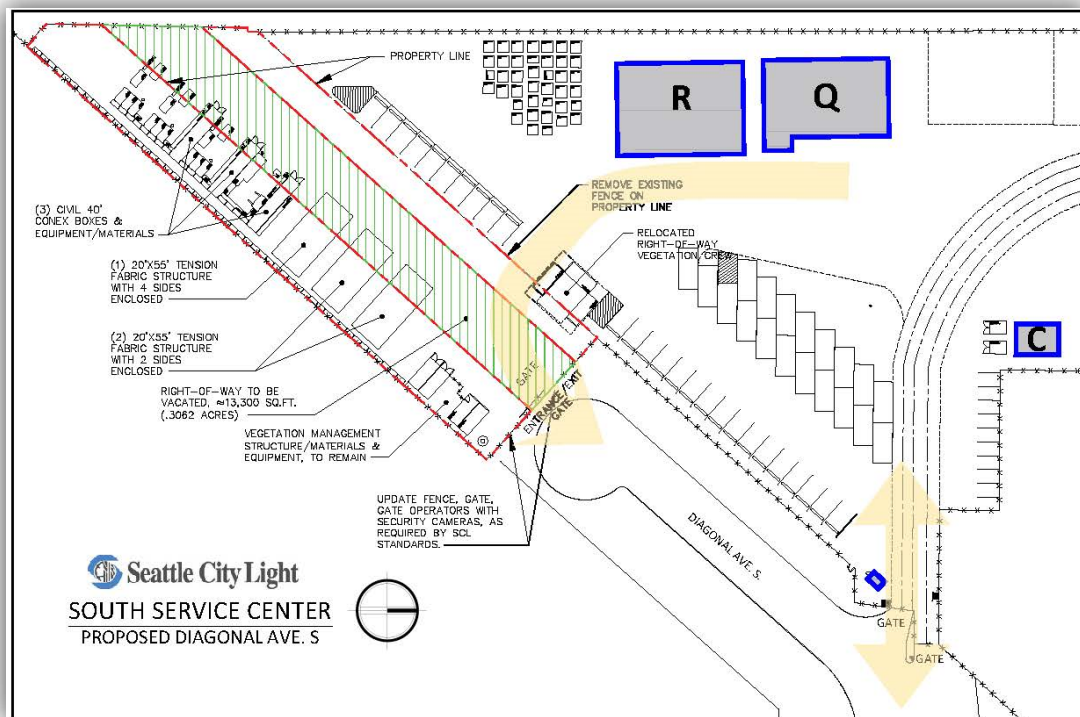 PROPERTY LINE
R
Q
REMOVE EXISTING
FENCE ON
PROPERTY LINE
(3) CIVIL 40'
CONEX BOXES &
EQUIPMENT/MATERIALS
RELOCATED
RIGHT-OF-WAY
VEGETATION CREW
(1) 20'X55' TENSION
FABRIC STRUCTURE
WITH 4 SIDES
ENCLOSED
C
(2) 20'X55' TENSION
FABRIC STRUCTURE
WITH 2 SIDES
ENCLOSED
GATE
ENTRANCE/EXIT
GATE
RIGHT-OF-WAY TO BE
VACATED, ≈13,300 SQ.FT.
(.3062 ACRES)
VEGETATION MANAGEMENT
STRUCTURE/MATERIALS &
EQUIPMENT, TO REMAIN
UPDATE FENCE, GATE,
GATE OPERATORS WITH
SECURITY CAMERAS, AS
REQUIRED BY SCL
STANDARDS.
DIAGONAL AVE. S.
Seattle City Light
SOUTH SERVICE CENTER
PROPOSED DIAGONAL AVE. S
GATE
GATE